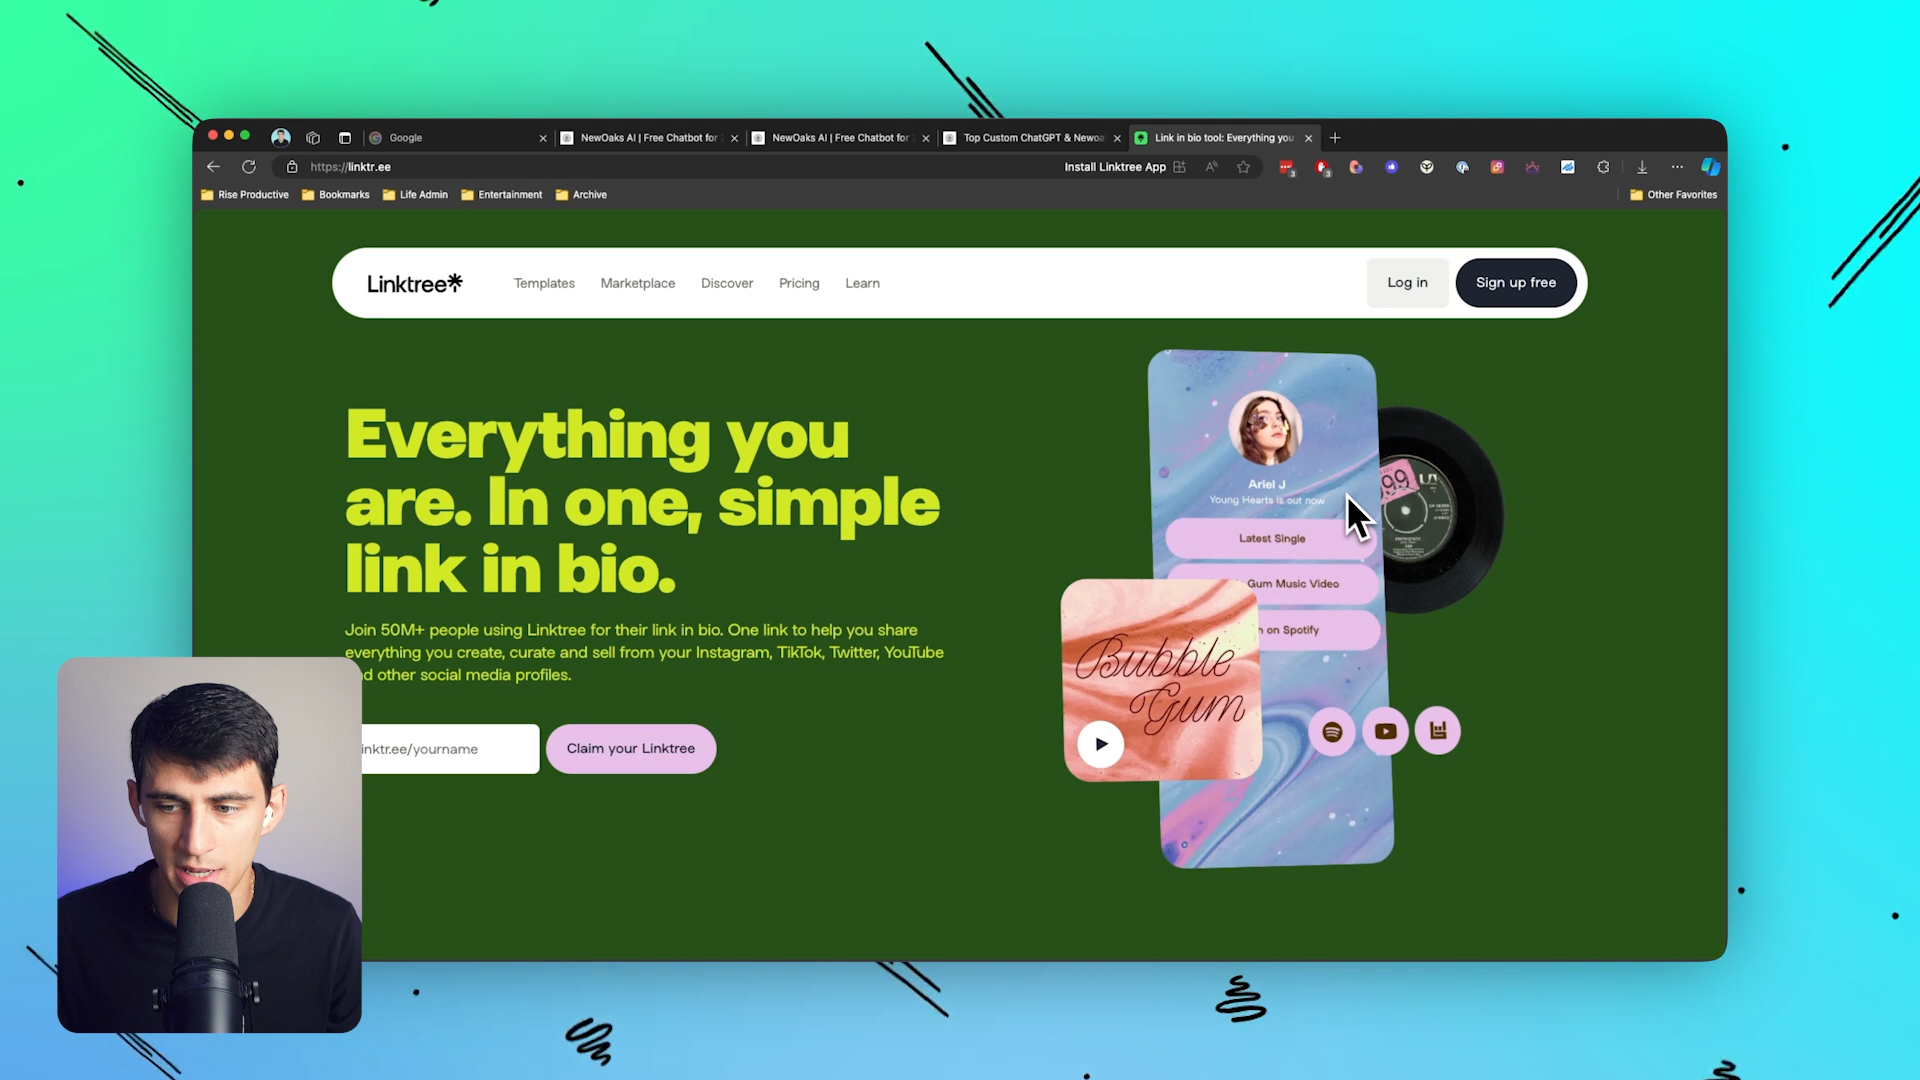 Google
NewOaks AI | Free Chatbot for
NewOaks AI | Free Chatbot for
Top Custom ChatGPT & Newoa
Link in bio tool: Everything you
https://linktr.ee
Install Linktree App
3
3
Rise Productive
Bookmarks
Life Admin
Entertainment
Archive
Other Favorites
Linktree
Templates
Marketplace
Discover
Pricing
Learn
Log in
Sign up free
Everything you
are. In one, simple
link in bio.
Join 50M+ people using Linktree for their link in bio. One link to help you share
everything you create, curate and sell from your Instagram, TikTok, Twitter, YouTube
d other social media profiles.
inktr.ee/yourname
Claim your Linktree
Ariel J
Young Hearts is out now
Latest Single
Gum Music Video
on Spotify
Bubble
Gum
99
UA